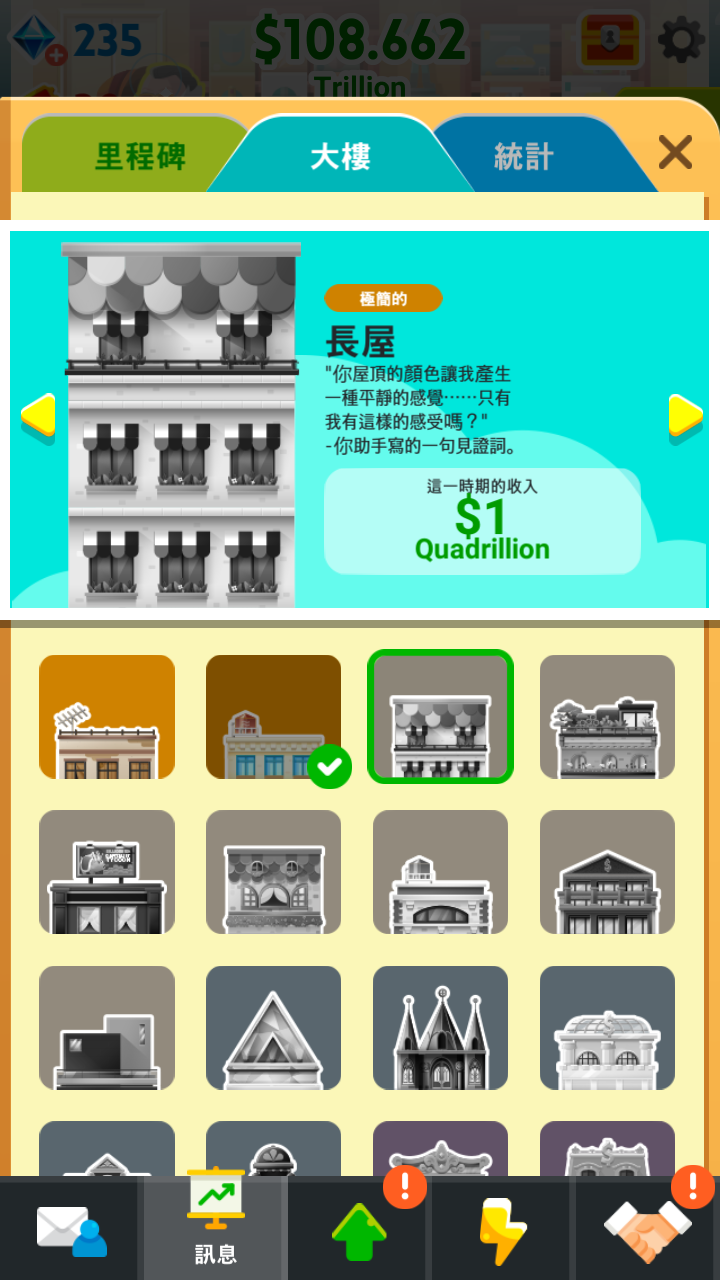 235
$108.662
Trillion
里程碑
大樓
統計
極簡的
長屋
"你屋頂的顏色讓我產生
一種平靜的感覺⋯⋯只有
我有這樣的感受嗎？"
-你助手寫的一句見證詞。
這一時期的收入
$1
Quadrillion
訊息